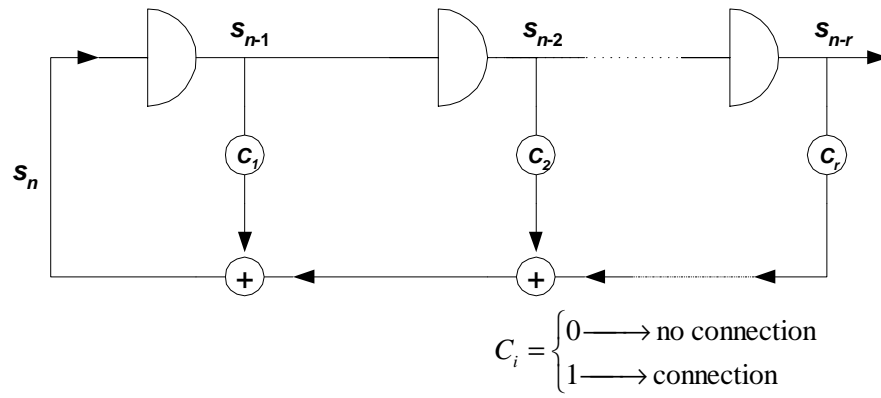 s_{n-1} s_{n-2} s_{n-r}
C_1 C_2 C_r
s_n
+ +
C_i = { 0 ⟶ no connection
1 ⟶ connection